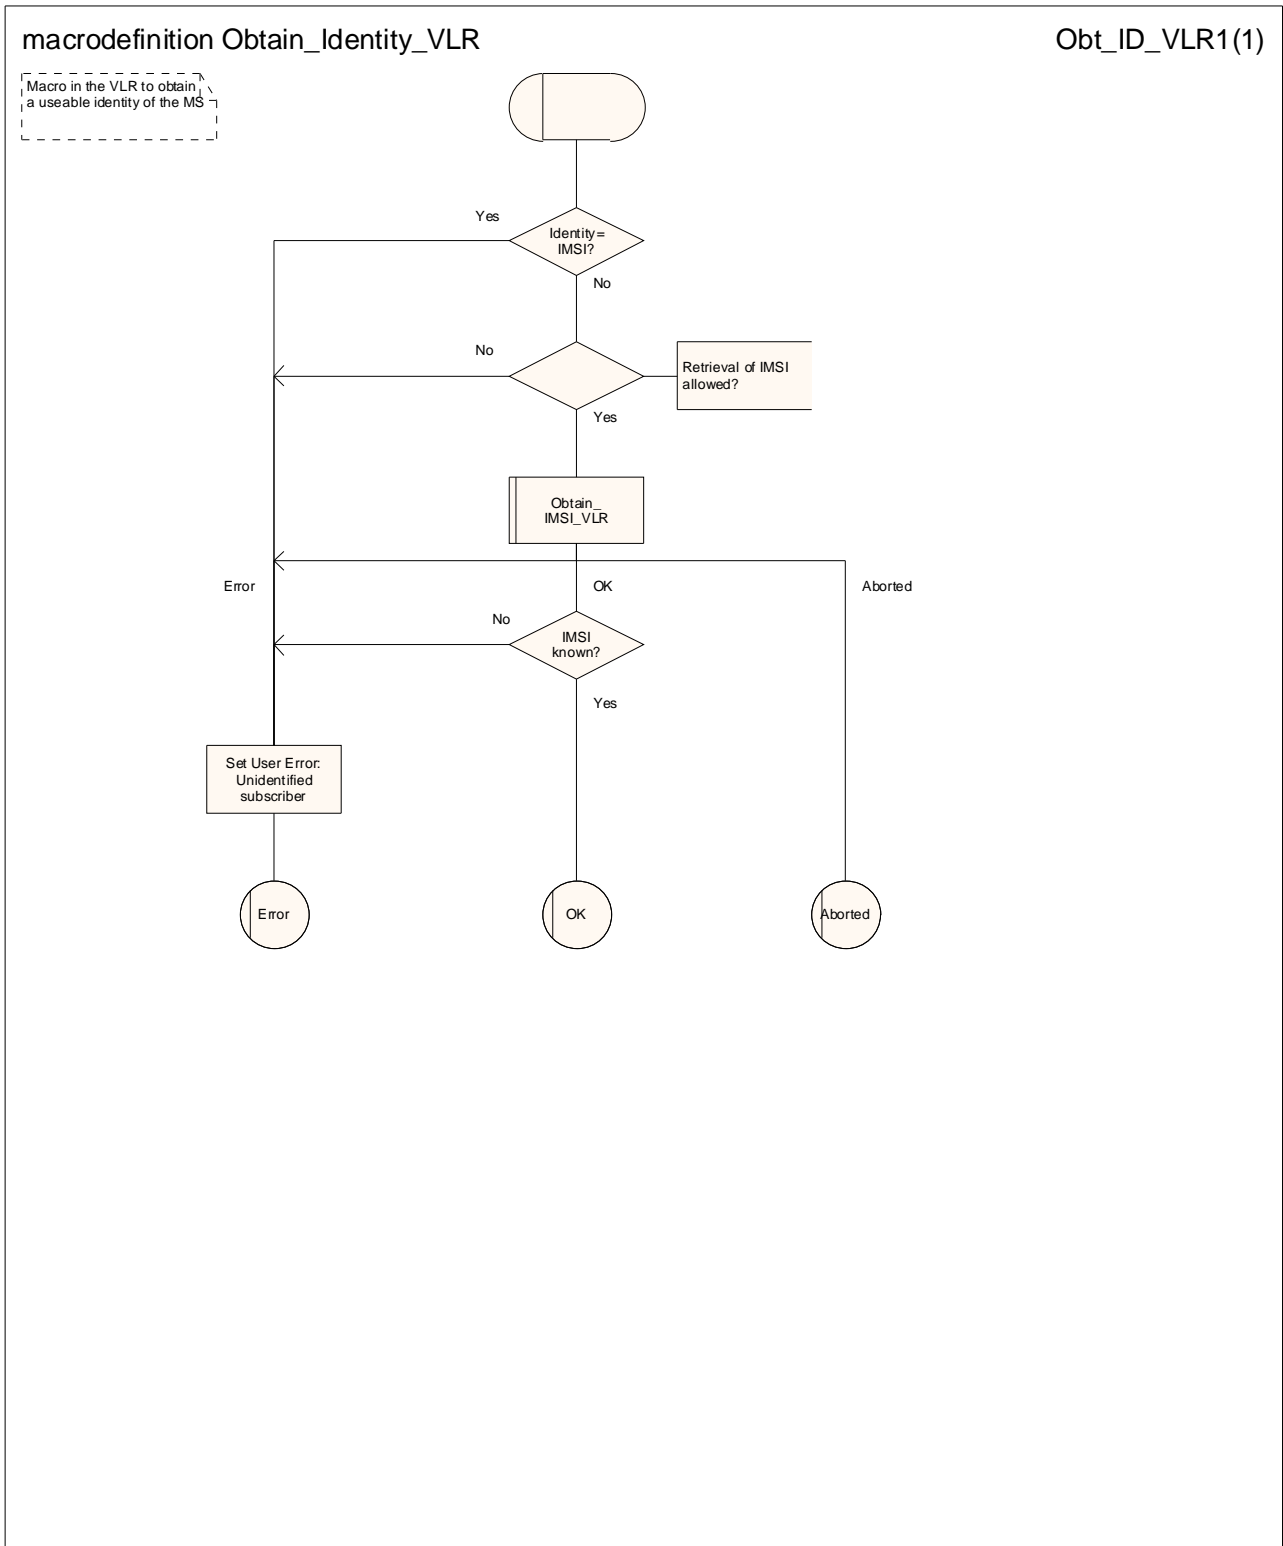 macrodefinition Obtain_Identity_VLR
Obt_ID_VLR1(1)
Macro in the VLR to obtain
a useable identity of the MS
Yes
Identity=
IMSI?
No
No
Retrieval of IMSI
allowed?
Yes
Obtain_
IMSI_VLR
Error
OK
Aborted
No
IMSI
known?
Yes
Set User Error:
Unidentified
subscriber
Error
OK
Aborted